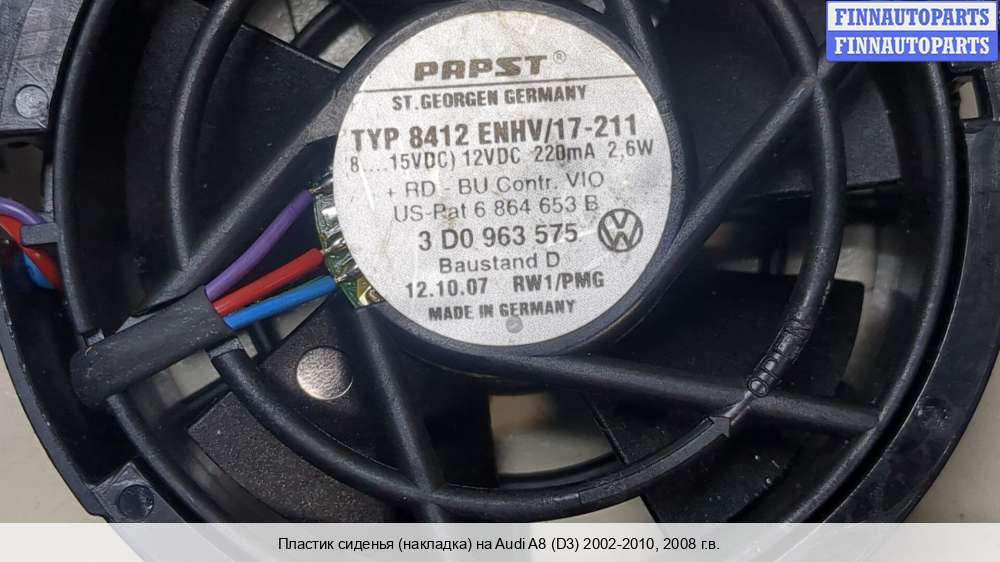 FINNAUTOPARTS
FINNAUTOPARTS
PAPST®
ST. GEORGEN GERMANY
TYP 8412 ENHV/17-211
(8....15VDC) 12VDC 220mA 2,6W
+ RD - BU Contr. VIO
US-Pat 6 864 653 B
3 D0 963 575
Baustand D
12.10.07 RW1/PMG
MADE IN GERMANY
Пластик сиденья (накладка) на Audi A8 (D3) 2002-2010, 2008 г.в.